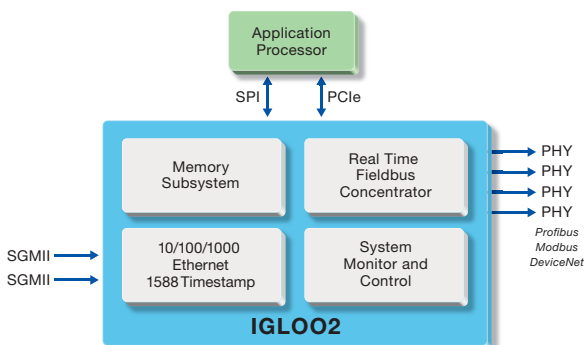 Application
Processor
SPI
PCIe
Memory
Subsystem
Real Time
Fieldbus
Concentrator
PHY
PHY
PHY
PHY
Profibus
Modbus
DeviceNet
SGMII
SGMII
10/100/1000
Ethernet
1588 Timestamp
System
Monitor and
Control
IGLOO2